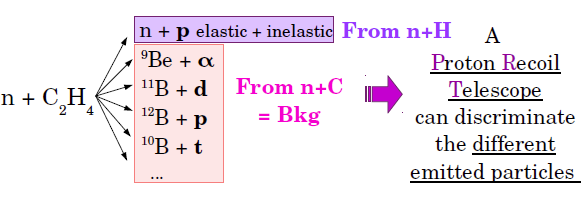 n + C₂H₄
n + p elastic + inelastic
⁹Be + α
¹¹B + d
¹²B + p
¹⁰B + t
...
From n+H
From n+C
= Bkg
A
Proton Recoil
Telescope
can discriminate
the different
emitted particles